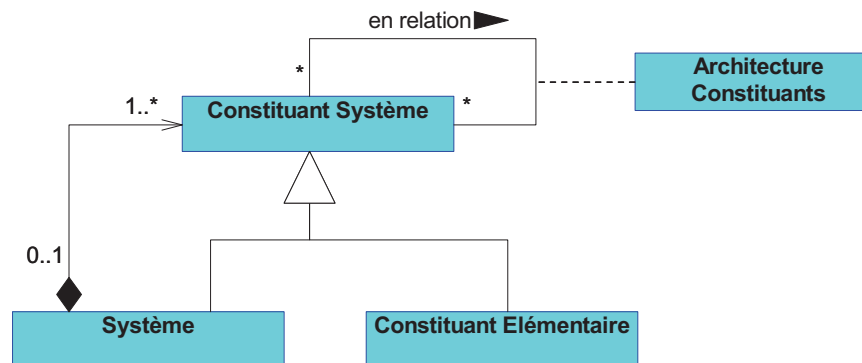 en relation
*
Architecture
Constituants
1..*
Constituant Système
*
0..1
Système
Constituant Elémentaire